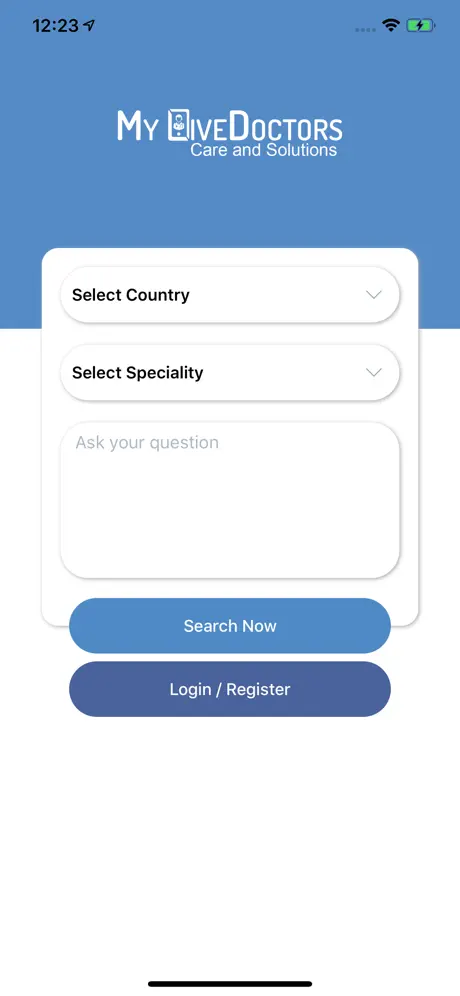 12:23
My LiveDoctors
Care and Solutions
Select Country
Select Speciality
Ask your question
Search Now
Login / Register